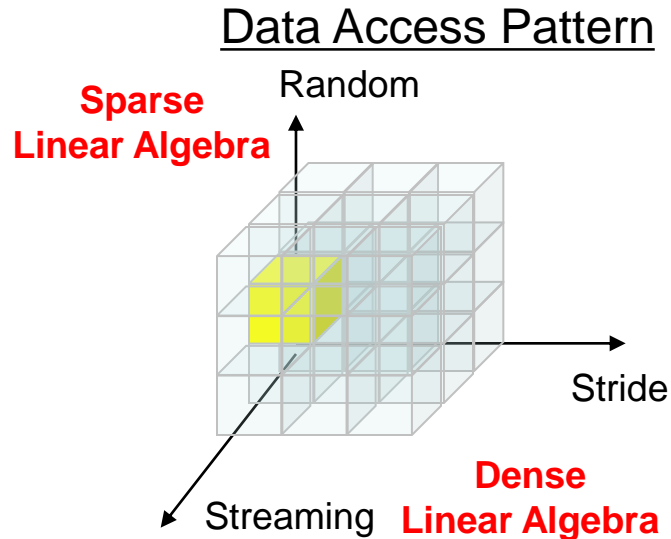 Data Access Pattern
Random
Sparse
Linear Algebra
Stride
Streaming
Dense
Linear Algebra